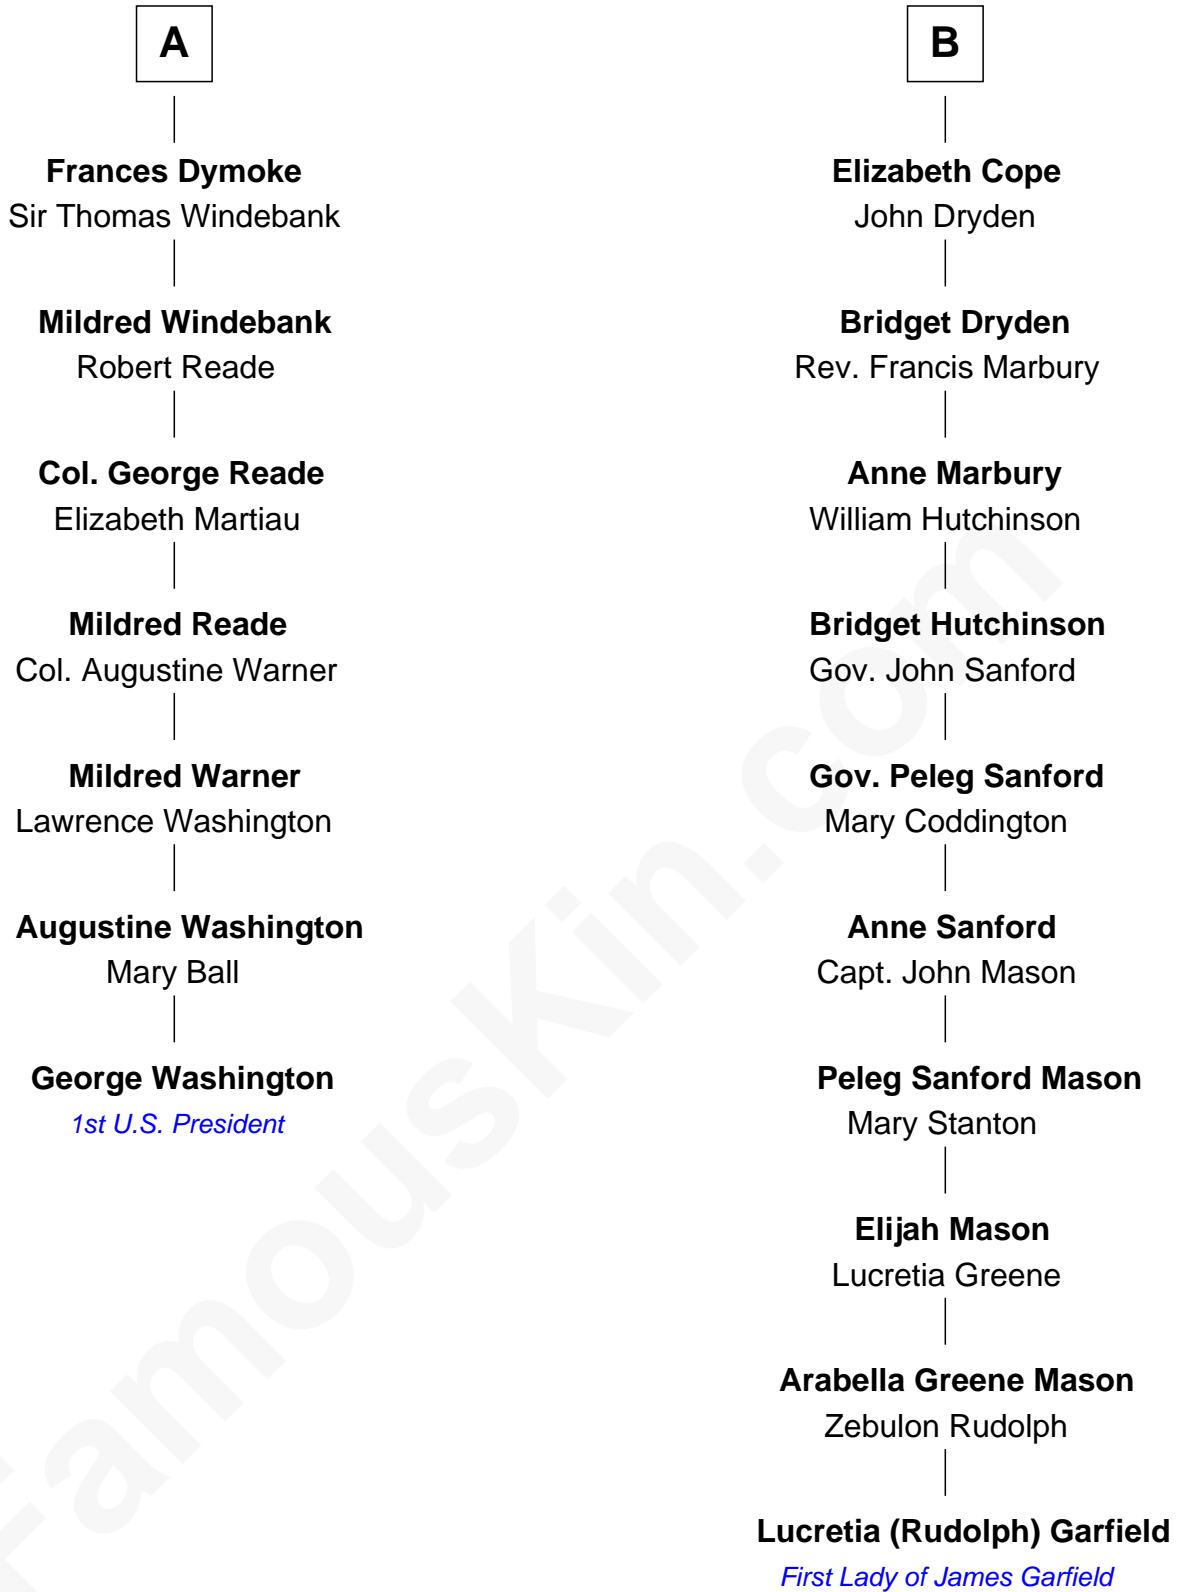 A
Frances Dymoke
Sir Thomas Windebank
Mildred Windebank
Robert Reade
Col. George Reade
Elizabeth Martiau
Mildred Reade
Col. Augustine Warner
Mildred Warner
Lawrence Washington
Augustine Washington
Mary Ball
George Washington
1st U.S. President
B
Elizabeth Cope
John Dryden
Bridget Dryden
Rev. Francis Marbury
Anne Marbury
William Hutchinson
Bridget Hutchinson
Gov. John Sanford
Gov. Peleg Sanford
Mary Coddington
Anne Sanford
Capt. John Mason
Peleg Sanford Mason
Mary Stanton
Elijah Mason
Lucretia Greene
Arabella Greene Mason
Zebulon Rudolph
Lucretia (Rudolph) Garfield
First Lady of James Garfield
FamousKin.com